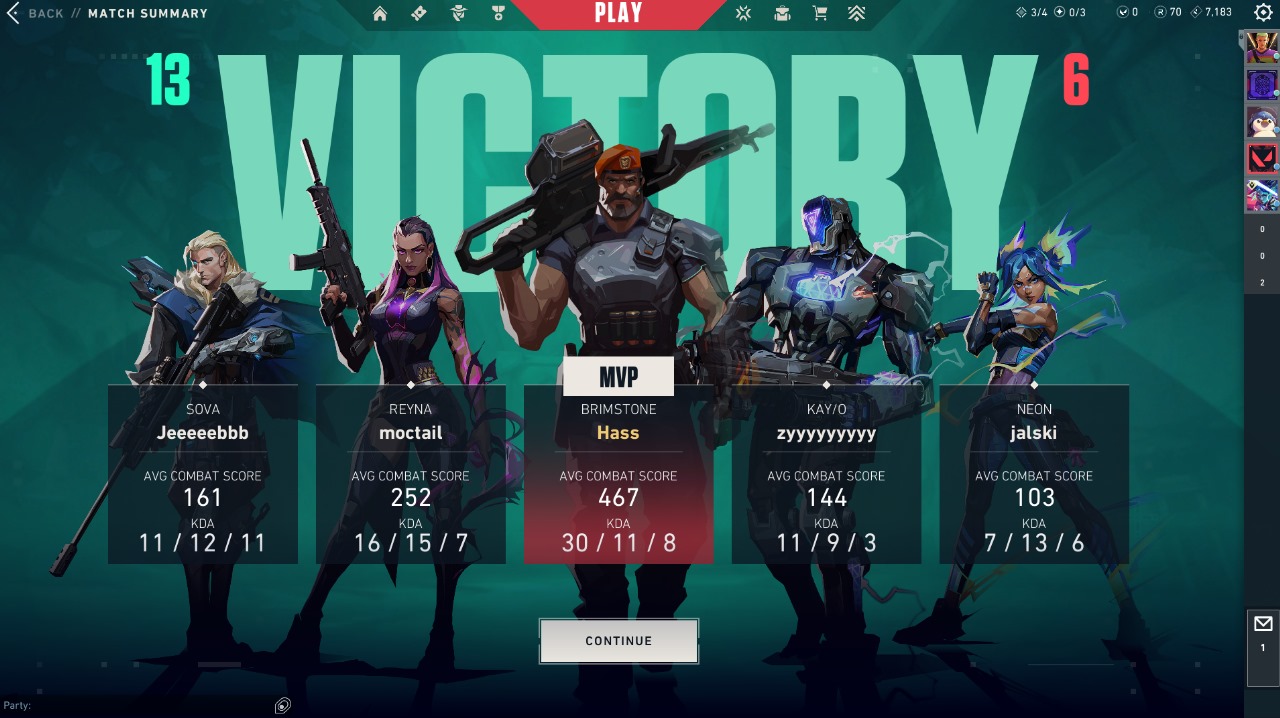 BACK // MATCH SUMMARY
PLAY
3/4 0/3 0 70 7,183
13 VICTORY 6
MVP
SOVA
Jeeeeebbb
AVG COMBAT SCORE
161
KDA
11 / 12 / 11
REYNA
moctail
AVG COMBAT SCORE
252
KDA
16 / 15 / 7
BRIMSTONE
Hass
AVG COMBAT SCORE
467
KDA
30 / 11 / 8
KAY/O
zyyyyyyyyy
AVG COMBAT SCORE
144
KDA
11 / 9 / 3
NEON
jalski
AVG COMBAT SCORE
103
KDA
7 / 13 / 6
CONTINUE
0
0
2
1
Party: